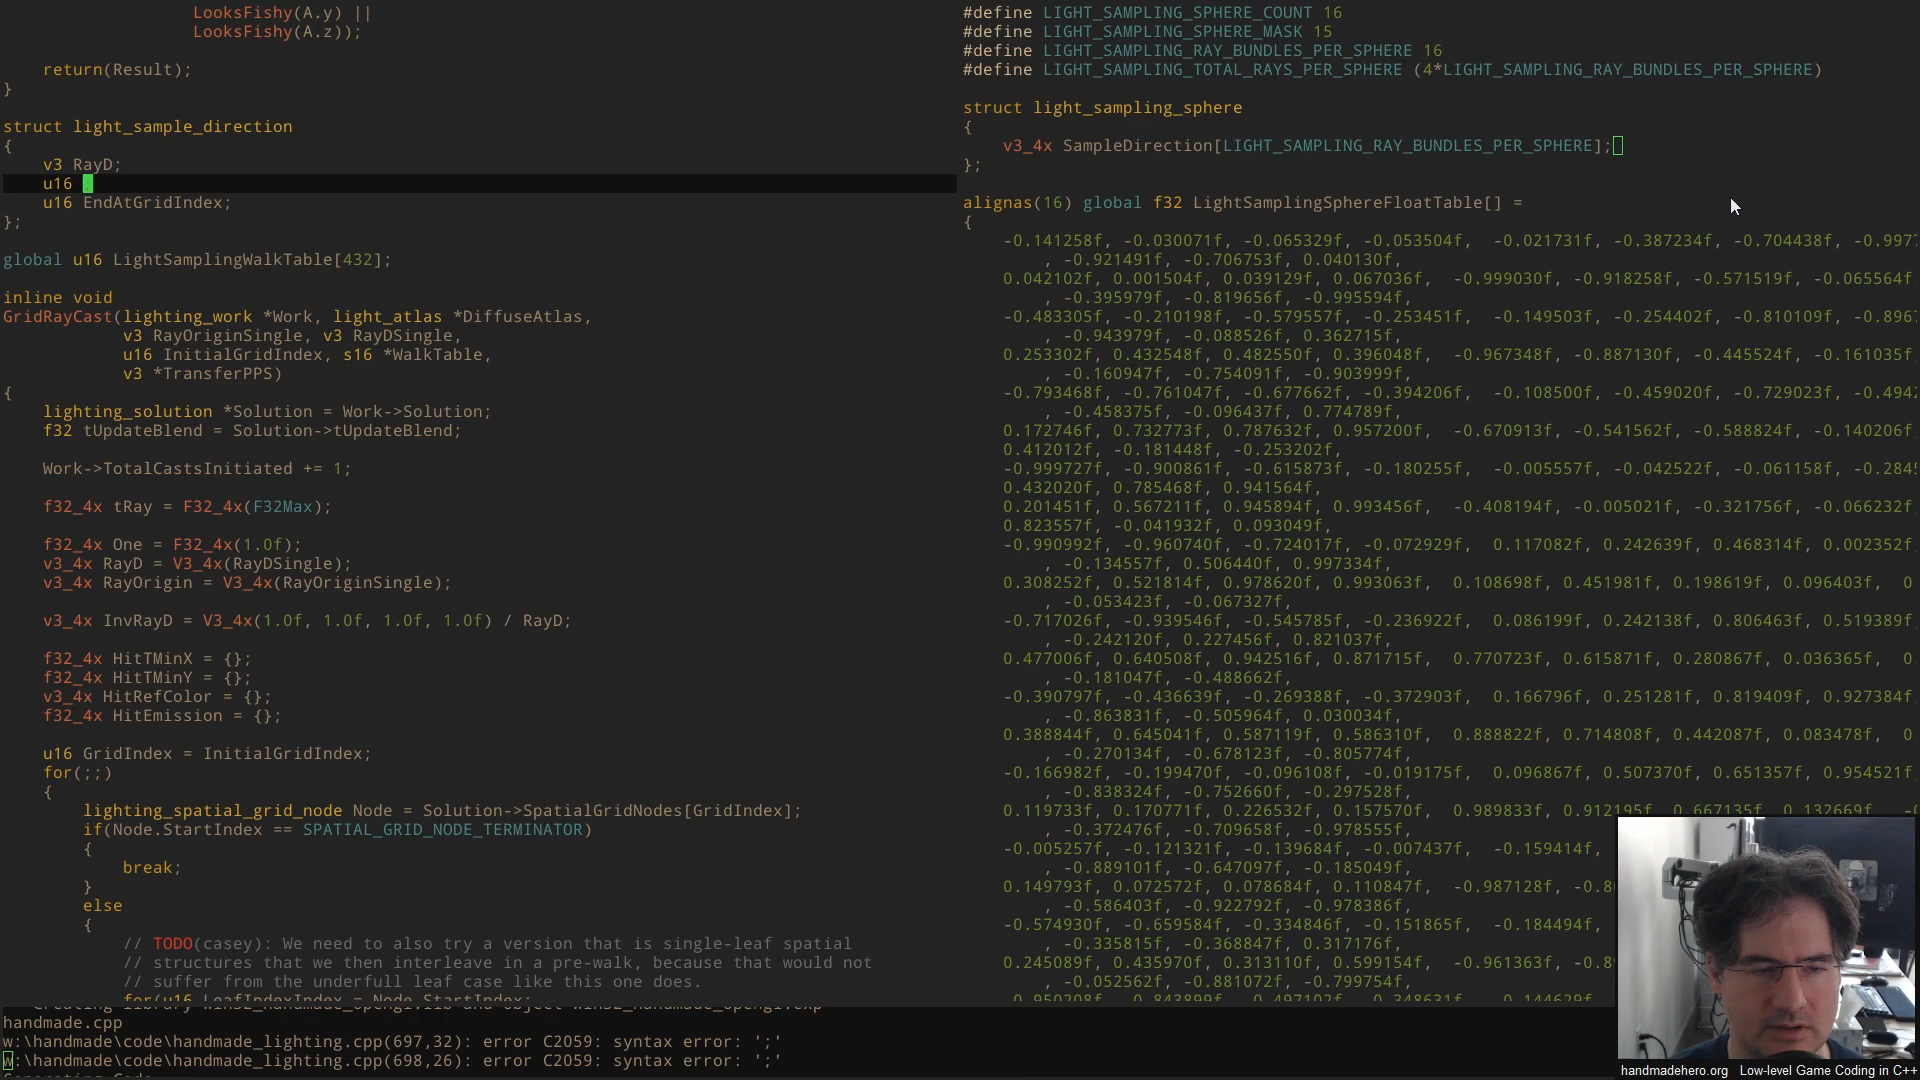 LooksFishy(A.y) ||
LooksFishy(A.z));
return(Result);
}
struct light_sample_direction
{
v3 RayD;
u16 ;
u16 EndAtGridIndex;
};
global u16 LightSamplingWalkTable[432];
inline void
GridRayCast(lighting_work *Work, light_atlas *DiffuseAtlas,
v3 RayOriginSingle, v3 RayDSingle,
u16 InitialGridIndex, s16 *WalkTable,
v3 *TransferPPS)
{
lighting_solution *Solution = Work->Solution;
f32 tUpdateBlend = Solution->tUpdateBlend;
Work->TotalCastsInitiated += 1;
f32_4x tRay = F32_4x(F32Max);
f32_4x One = F32_4x(1.0f);
v3_4x RayD = V3_4x(RayDSingle);
v3_4x RayOrigin = V3_4x(RayOriginSingle);
v3_4x InvRayD = V3_4x(1.0f, 1.0f, 1.0f, 1.0f) / RayD;
f32_4x HitTMinX = {};
f32_4x HitTMinY = {};
v3_4x HitRefColor = {};
f32_4x HitEmission = {};
u16 GridIndex = InitialGridIndex;
for(;;)
{
lighting_spatial_grid_node Node = Solution->SpatialGridNodes[GridIndex];
if(Node.StartIndex == SPATIAL_GRID_NODE_TERMINATOR)
{
break;
}
else
{
// TODO(casey): We need to also try a version that is single-leaf spatial
// structures that we then interleave in a pre-walk, because that would not
// suffer from the underfull leaf case like this one does.
for(u16 LeafIndexIndex = Node.StartIndex;
#define LIGHT_SAMPLING_SPHERE_COUNT 16
#define LIGHT_SAMPLING_SPHERE_MASK 15
#define LIGHT_SAMPLING_RAY_BUNDLES_PER_SPHERE 16
#define LIGHT_SAMPLING_TOTAL_RAYS_PER_SPHERE (4*LIGHT_SAMPLING_RAY_BUNDLES_PER_SPHERE)
struct light_sampling_sphere
{
v3_4x SampleDirection[LIGHT_SAMPLING_RAY_BUNDLES_PER_SPHERE];
};
alignas(16) global f32 LightSamplingSphereFloatTable[] =
{
-0.141258f, -0.030071f, -0.065329f, -0.053504f, -0.021731f, -0.387234f, -0.704438f, -0.997
, -0.921491f, -0.706753f, 0.040130f,
0.042102f, 0.001504f, 0.039129f, 0.067036f, -0.999030f, -0.918258f, -0.571519f, -0.065564f
, -0.395979f, -0.819656f, -0.995594f,
-0.483305f, -0.210198f, -0.579557f, -0.253451f, -0.149503f, -0.254402f, -0.810109f, -0.896
, -0.943979f, -0.088526f, 0.362715f,
0.253302f, 0.432548f, 0.482550f, 0.396048f, -0.967348f, -0.887130f, -0.445524f, -0.161035f
, -0.160947f, -0.754091f, -0.903999f,
-0.793468f, -0.761047f, -0.677662f, -0.394206f, -0.108500f, -0.459020f, -0.729023f, -0.494
, -0.458375f, -0.096437f, 0.774789f,
0.172746f, 0.732773f, 0.787632f, 0.957200f, -0.670913f, -0.541562f, -0.588824f, -0.140206f
0.412012f, -0.181448f, -0.253202f,
-0.999727f, -0.900861f, -0.615873f, -0.180255f, -0.005557f, -0.042522f, -0.061158f, -0.284
0.432020f, 0.785468f, 0.941564f,
0.201451f, 0.567211f, 0.945894f, 0.993456f, -0.408194f, -0.005021f, -0.321756f, -0.066232f
0.823557f, -0.041932f, 0.093049f,
-0.990992f, -0.960740f, -0.724017f, -0.072929f, 0.117082f, 0.242639f, 0.468314f, 0.002352f
, -0.134557f, 0.506440f, 0.997334f,
0.308252f, 0.521814f, 0.978620f, 0.993063f, 0.108698f, 0.451981f, 0.198619f, 0.096403f, 0
, -0.053423f, -0.067327f,
-0.717026f, -0.939546f, -0.545785f, -0.236922f, 0.086199f, 0.242138f, 0.806463f, 0.519389f
, -0.242120f, 0.227456f, 0.821037f,
0.477006f, 0.640508f, 0.942516f, 0.871715f, 0.770723f, 0.615871f, 0.280867f, 0.036365f, 0.
, -0.181047f, -0.488662f,
-0.390797f, -0.436639f, -0.269388f, -0.372903f, 0.166796f, 0.251281f, 0.819409f, 0.927384f
, -0.863831f, -0.505964f, 0.030034f,
0.388844f, 0.645041f, 0.587119f, 0.586310f, 0.888822f, 0.714808f, 0.442087f, 0.083478f, 0.
, -0.270134f, -0.678123f, -0.805774f,
-0.166982f, -0.199470f, -0.096108f, -0.019175f, 0.096867f, 0.507370f, 0.651357f, 0.954521f
, -0.838324f, -0.752660f, -0.297528f,
0.119733f, 0.170771f, 0.226532f, 0.157570f, 0.989833f, 0.912195f, 0.667135f, 0.132669f, -0
, -0.372476f, -0.709658f, -0.978555f,
-0.005257f, -0.121321f, -0.139684f, -0.007437f, -0.159414f,
, -0.889101f, -0.647097f, -0.185049f,
0.149793f, 0.072572f, 0.078684f, 0.110847f, -0.987128f, -0.8
, -0.586403f, -0.922792f, -0.978386f,
-0.574930f, -0.659584f, -0.334846f, -0.151865f, -0.184494f,
, -0.335815f, -0.368847f, 0.317176f,
0.245089f, 0.435970f, 0.313110f, 0.599154f, -0.961363f, -0.8
, -0.052562f, -0.881072f, -0.799754f,
handmade.cpp
w:\handmade\code\handmade_lighting.cpp(697,32): error C2059: syntax error: ';'
w:\handmade\code\handmade_lighting.cpp(698,26): error C2059: syntax error: ';'
handmadehero.org Low-level Game Coding in C++